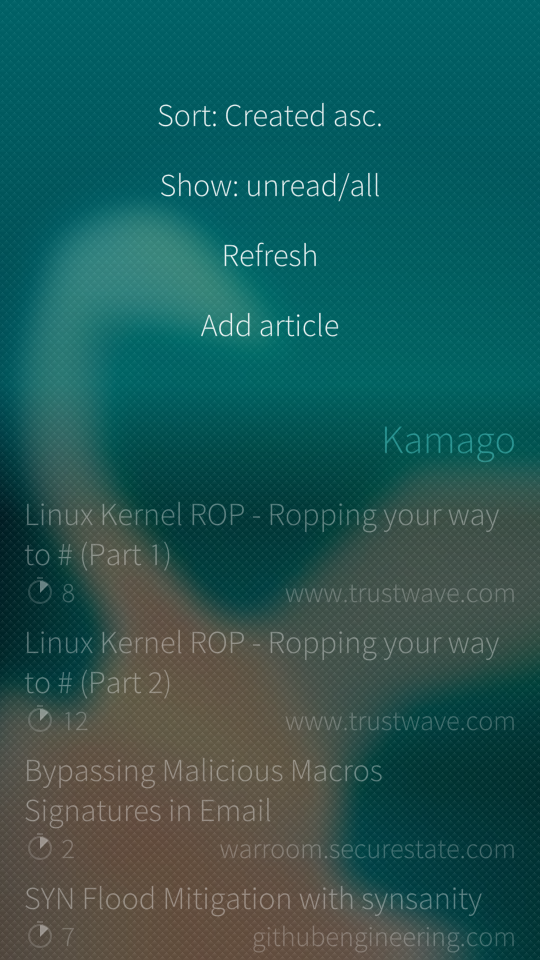 Sort: Created asc.
Show: unread/all
Refresh
Add article
Kamago
Linux Kernel ROP - Ropping your way
to # (Part 1)
8 www.trustwave.com
Linux Kernel ROP - Ropping your way
to # (Part 2)
12 www.trustwave.com
Bypassing Malicious Macros
Signatures in Email
2 warroom.securestate.com
SYN Flood Mitigation with synsanity
7 githubengineering.com